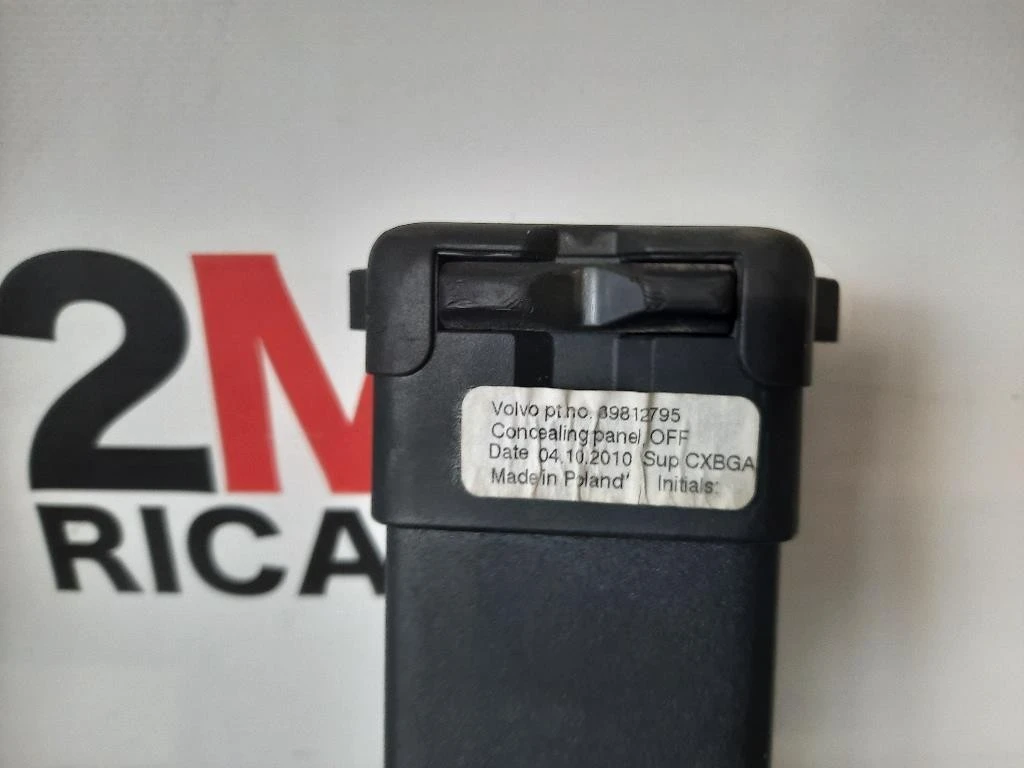 2M
RICA
Volvo pt.no. 39812795
Concealing panel, OFF
Date 04.10.2010 Sup CXBGA
Made in Poland Initials: